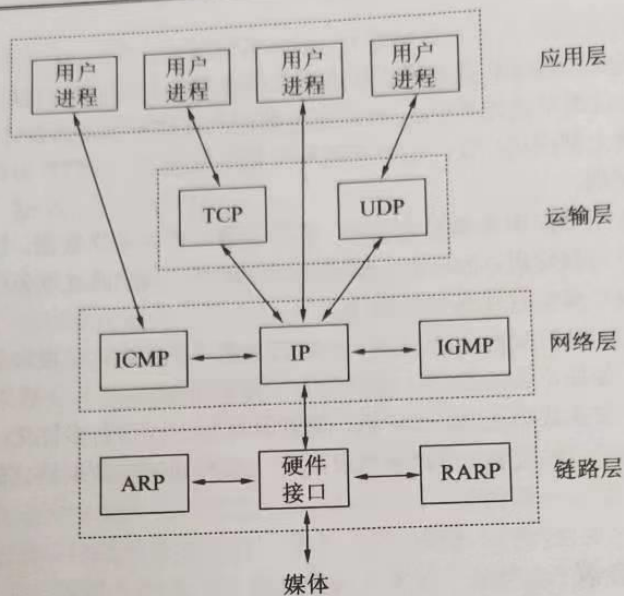 应用层
用户
进程
用户
进程
用户
进程
用户
进程
TCP
UDP
运输层
ICMP
IP
IGMP
网络层
ARP
硬件
接口
RARP
链路层
媒体